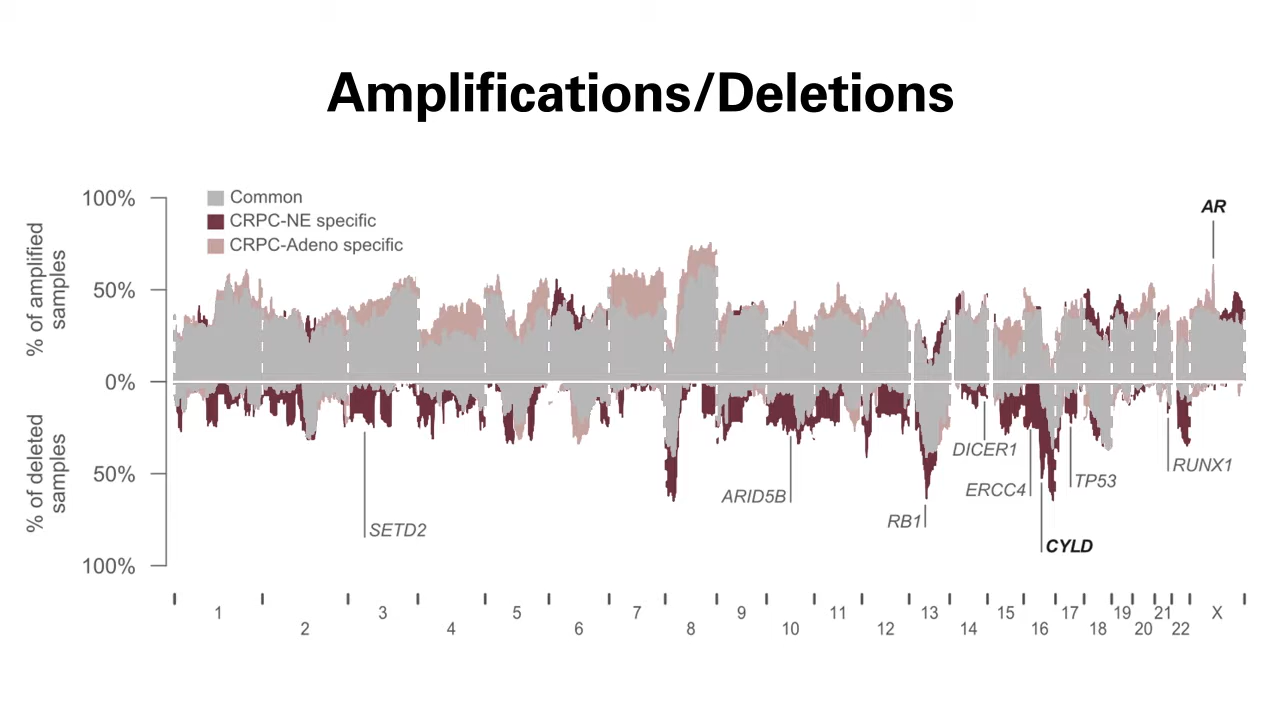 Amplifications/Deletions
% of amplified
samples
% of deleted
samples
100%
50%
0%
50%
100%
Common
CRPC-NE specific
CRPC-Adeno specific
AR
SETD2
ARID5B
RB1
DICER1
ERCC4
CYLD
TP53
RUNX1
1
2
3
4
5
6
7
8
9
10
11
12
13
14
15
16
17
18
19
20
21
22
X